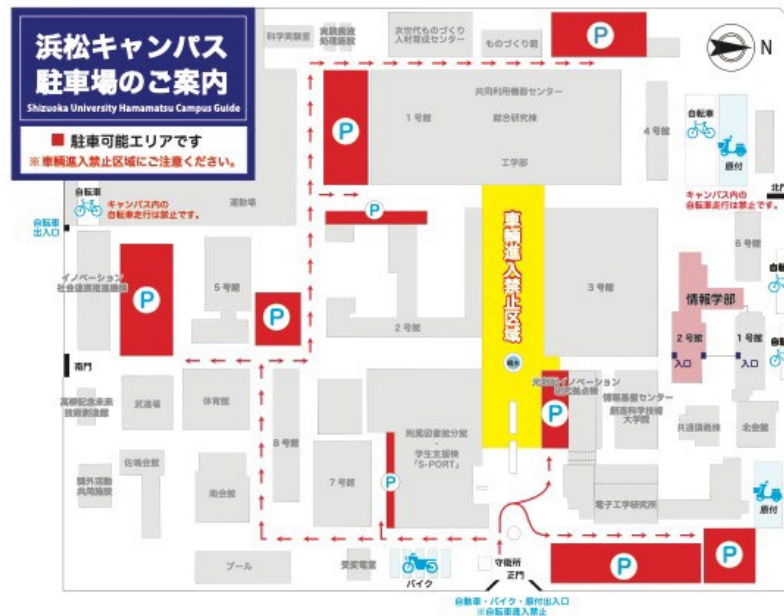 浜松キャンパス
駐車場のご案内
Shizuoka University Hamamatsu Campus Guide
■ 駐車可能エリアです
※車輌進入禁止区域にご注意ください。
科学実験室
実験廃液
処理施設
次世代ものづくり
人材育成センター
ものづくり館
P
N
共同利用機器センター
1号館
総合研究棟
工学部
P
4号館
自転車
原付
キャンパス内の
自転車走行は禁止です。
北門
自転車
キャンパス内の
自転車走行は禁止です。
運動場
自転車
出入口
P
車輌進入禁止区域
イノベーション
社会連携推進機構
P
5号館
P
2号館
3号館
6号館
情報学部
2号館
入口
1号館
入口
自転
自転
南門
噴水
高柳記念未来
技術創造館
武道場
体育館
8号館
附属図書館分館
・
学生支援棟
「S-PORT」
P
情報基盤センター
創造科学技術
大学院
共通講義棟
北会館
佐鳴会館
課外活動
共用施設
南会館
7号館
P
電子工学研究所
原付
プール
受変電室
バイク
守衛所
正門
P
P
自動車・バイク・原付出入口
※自転車進入禁止